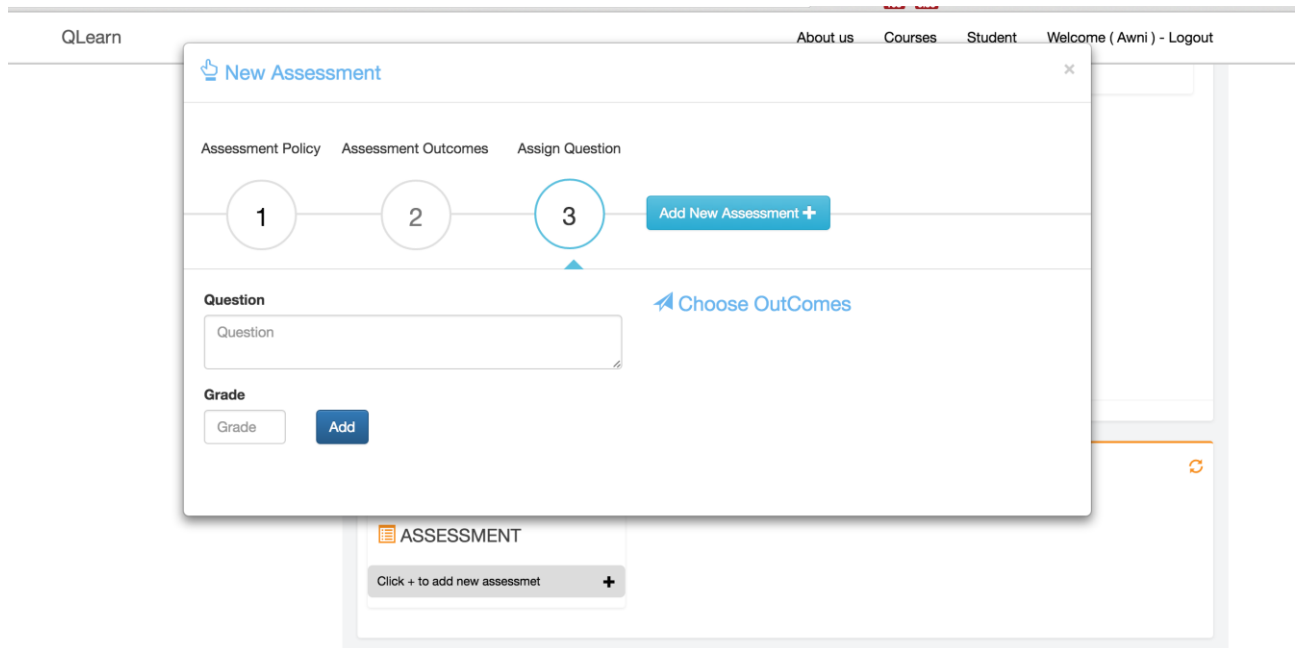 QLearn
About us Courses Student Welcome ( Awni ) - Logout
New Assessment ×
Assessment Policy Assessment Outcomes Assign Question
1 2 3 Add New Assessment +
Question Choose OutComes
Question
Grade
Grade Add
ASSESSMENT
Click + to add new assessmet +